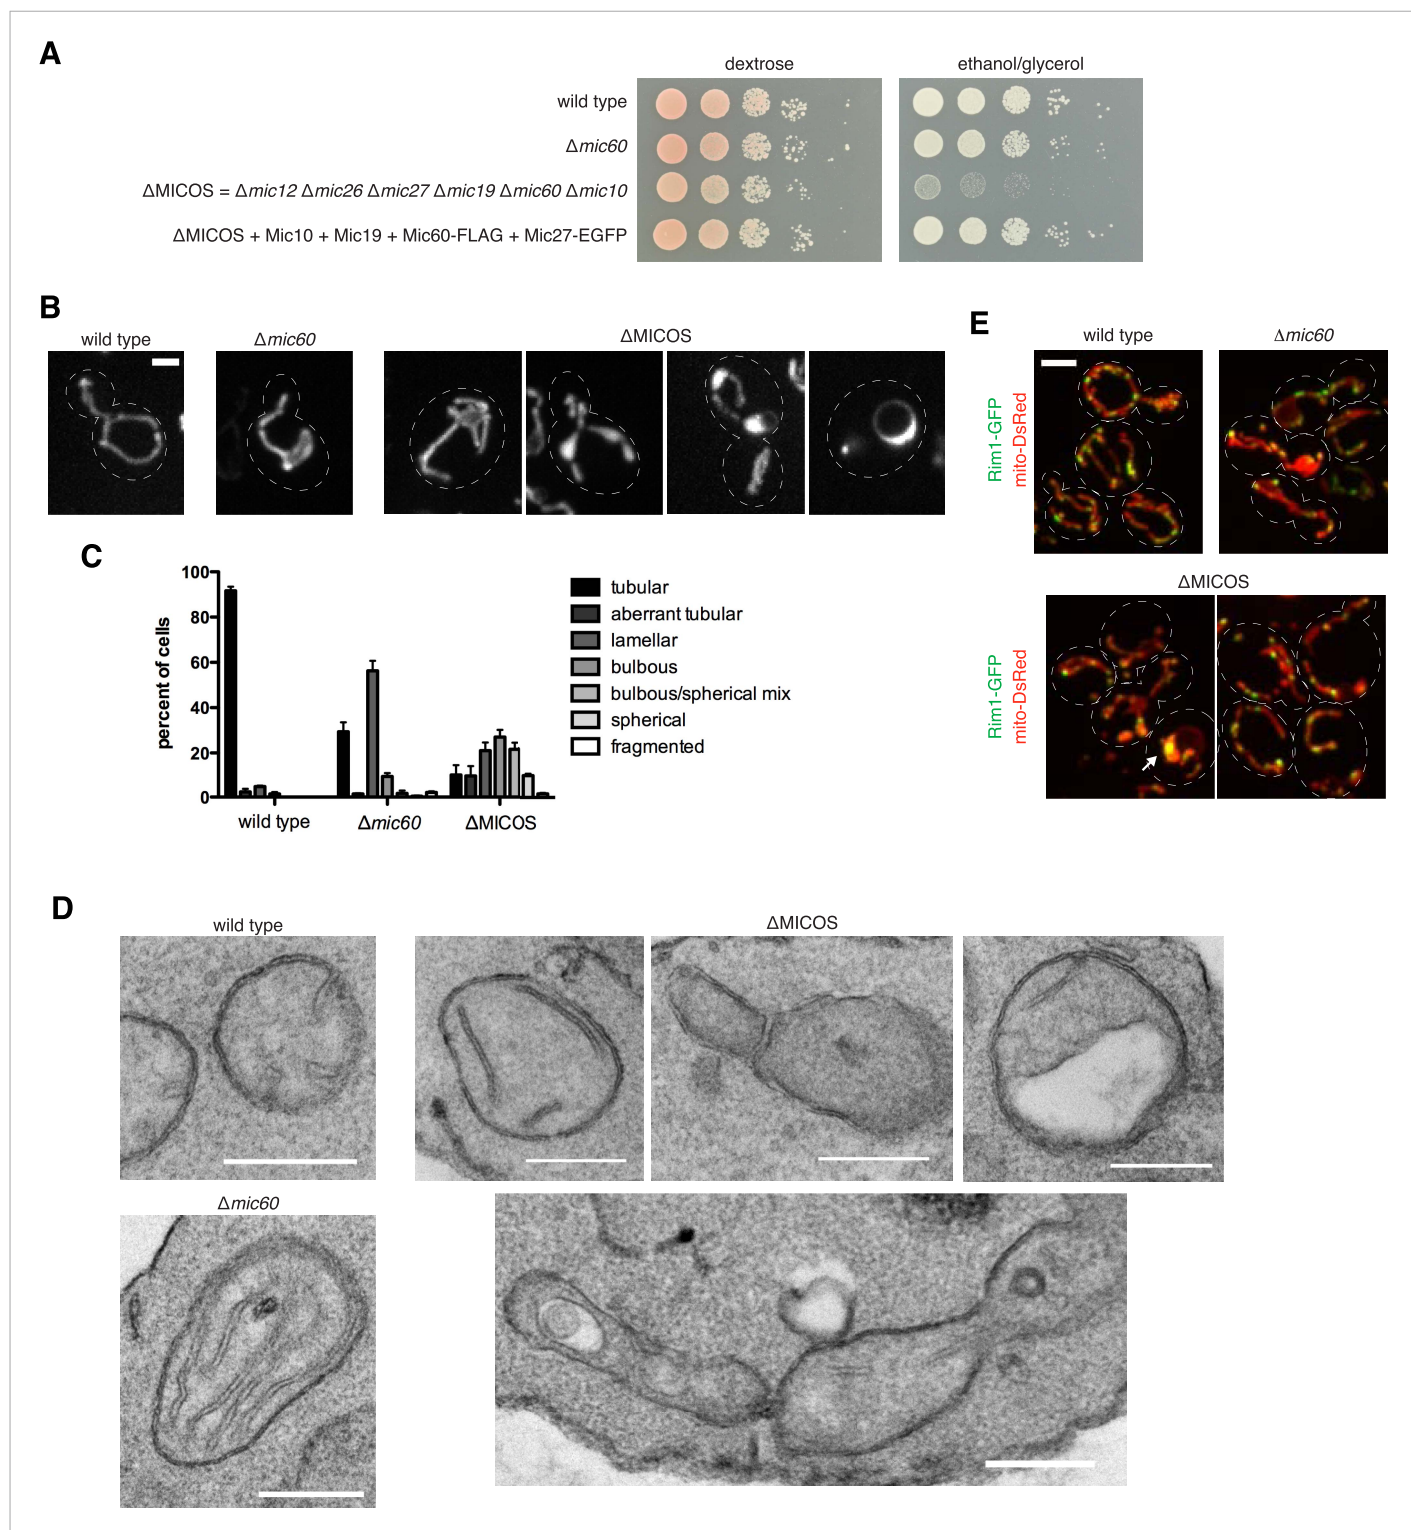 A
dextrose
ethanol/glycerol
wild type
Δmic60
ΔMICOS = Δmic12 Δmic26 Δmic27 Δmic19 Δmic60 Δmic10
ΔMICOS + Mic10 + Mic19 + Mic60-FLAG + Mic27-EGFP
B
wild type
Δmic60
ΔMICOS
E
wild type
Δmic60
Rim1-GFP
mito-DsRed
ΔMICOS
Rim1-GFP
mito-DsRed
C
percent of cells
100
80
60
40
20
0
wild type
Δmic60
ΔMICOS
tubular
aberrant tubular
lamellar
bulbous
bulbous/spherical mix
spherical
fragmented
D
wild type
ΔMICOS
Δmic60